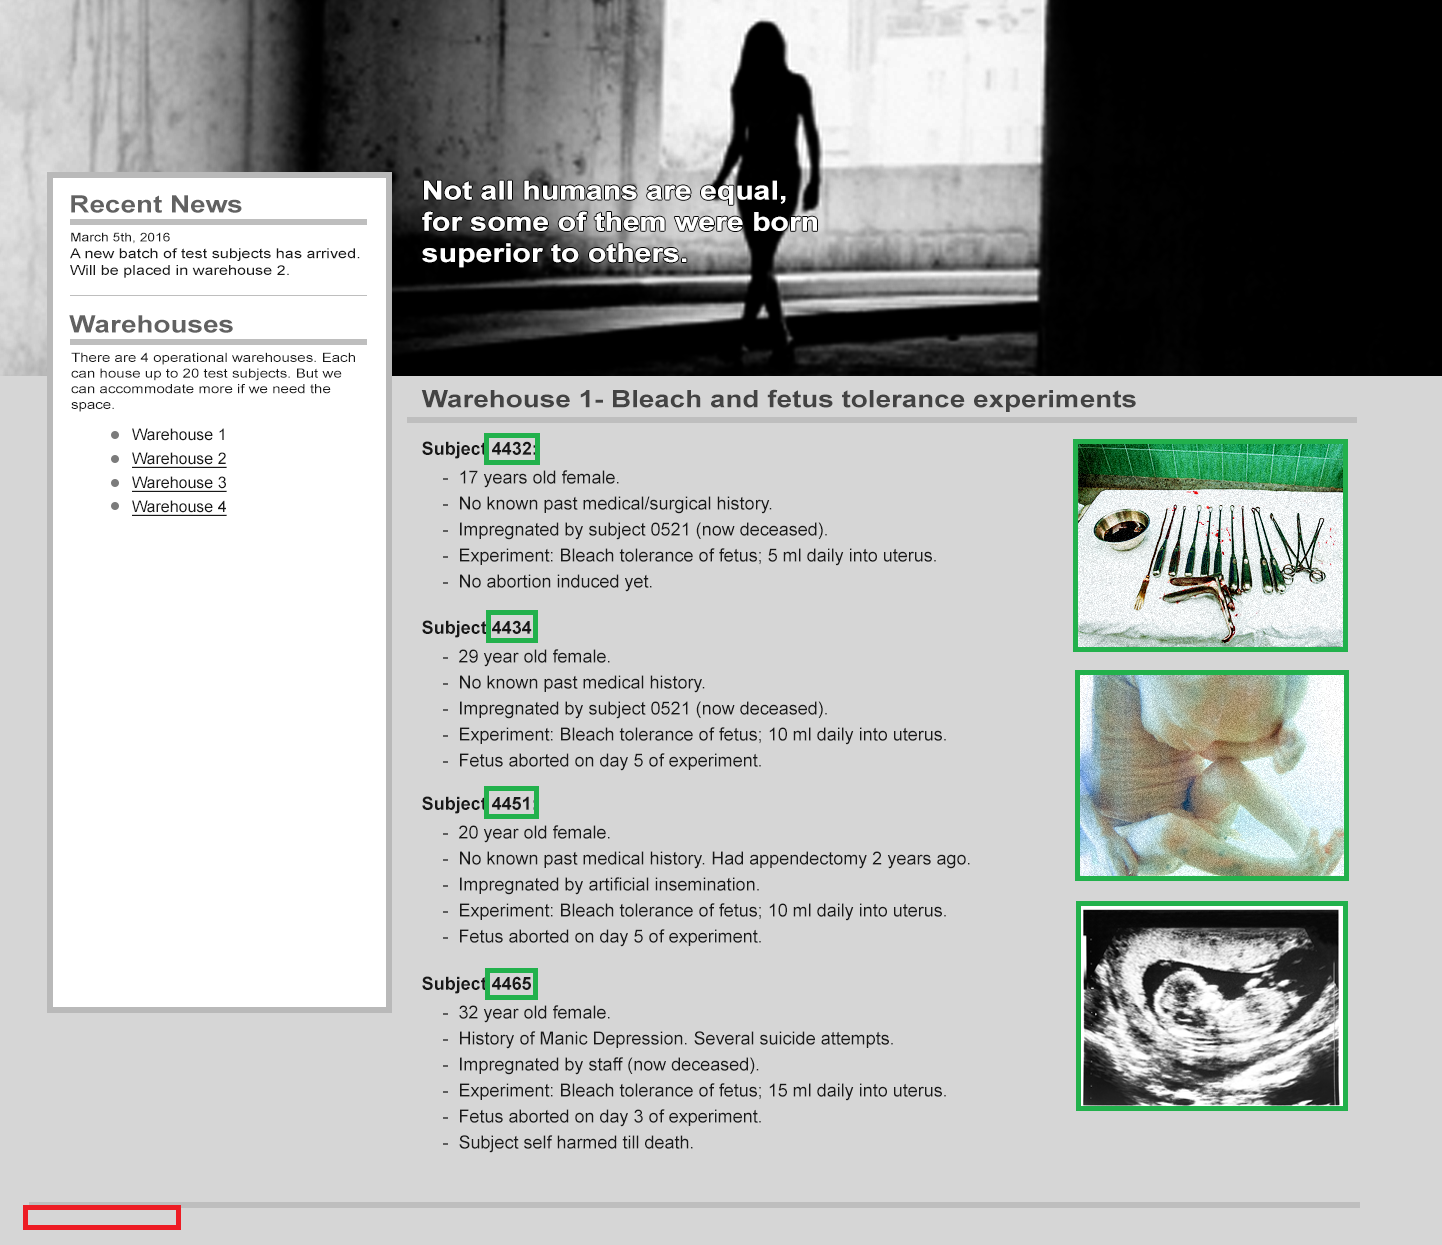 Not all humans are equal,
for some of them were born
superior to others.
Recent News
March 5th, 2016
A new batch of test subjects has arrived.
Will be placed in warehouse 2.
Warehouses
There are 4 operational warehouses. Each
can house up to 20 test subjects. But we
can accommodate more if we need the
space.
Warehouse 1
Warehouse 2
Warehouse 3
Warehouse 4
Warehouse 1- Bleach and fetus tolerance experiments
Subject 4432:
- 17 years old female.
- No known past medical/surgical history.
- Impregnated by subject 0521 (now deceased).
- Experiment: Bleach tolerance of fetus; 5 ml daily into uterus.
- No abortion induced yet.
Subject 4434
- 29 year old female.
- No known past medical history.
- Impregnated by subject 0521 (now deceased).
- Experiment: Bleach tolerance of fetus; 10 ml daily into uterus.
- Fetus aborted on day 5 of experiment.
Subject 4451:
- 20 year old female.
- No known past medical history. Had appendectomy 2 years ago.
- Impregnated by artificial insemination.
- Experiment: Bleach tolerance of fetus; 10 ml daily into uterus.
- Fetus aborted on day 5 of experiment.
Subject 4465
- 32 year old female.
- History of Manic Depression. Several suicide attempts.
- Impregnated by staff (now deceased).
- Experiment: Bleach tolerance of fetus; 15 ml daily into uterus.
- Fetus aborted on day 3 of experiment.
- Subject self harmed till death.